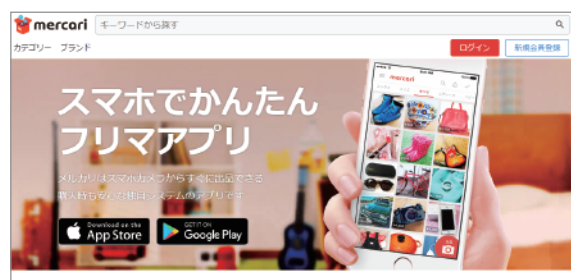 mercari
キーワードから探す
カテゴリー ブランド
ログイン
新規会員登録
スマホでかんたん
フリマアプリ
メルカリはスマホカメラからすぐに出品できる
購入時も安心な独自システムのアプリです
Download on the
App Store
GET IT ON
Google Play
mercari